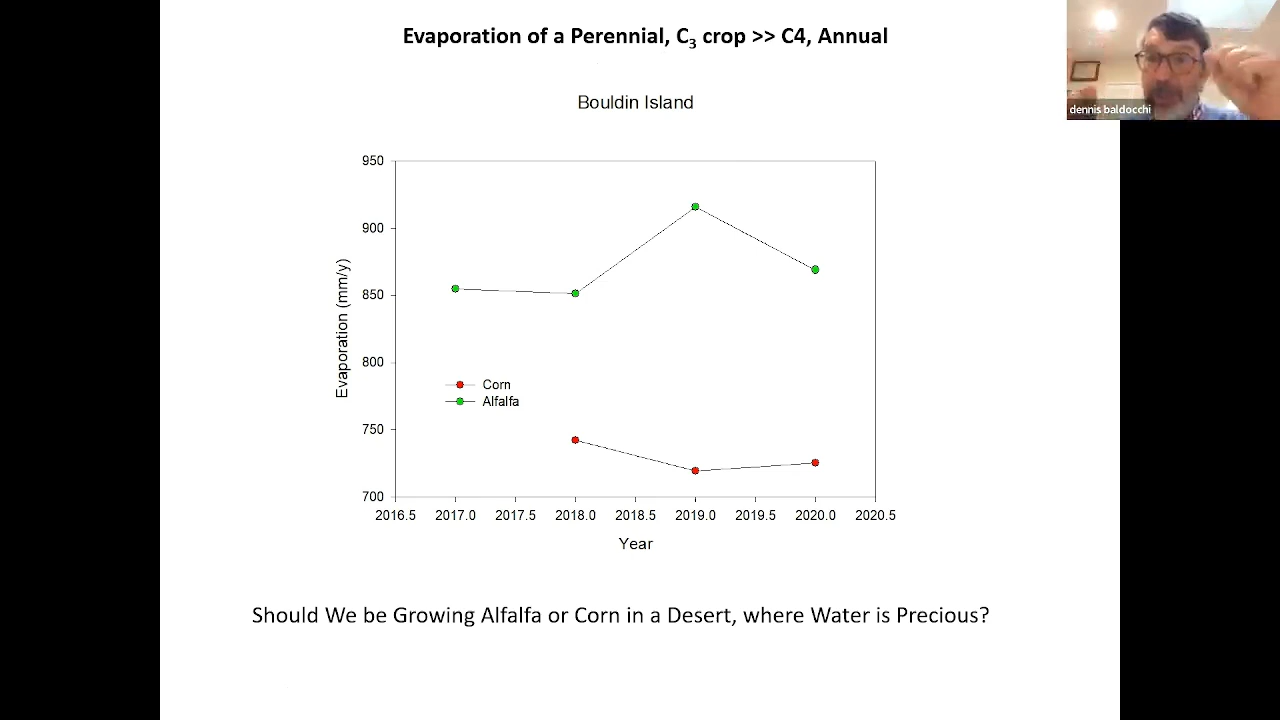 Evaporation of a Perennial, C3 crop >> C4, Annual
dennis baldocchi
Bouldin Island
950
900
850
800
750
700
Evaporation (mm/y)
Corn
Alfalfa
2016.5 2017.0 2017.5 2018.0 2018.5 2019.0 2019.5 2020.0 2020.5
Year
Should We be Growing Alfalfa or Corn in a Desert, where Water is Precious?